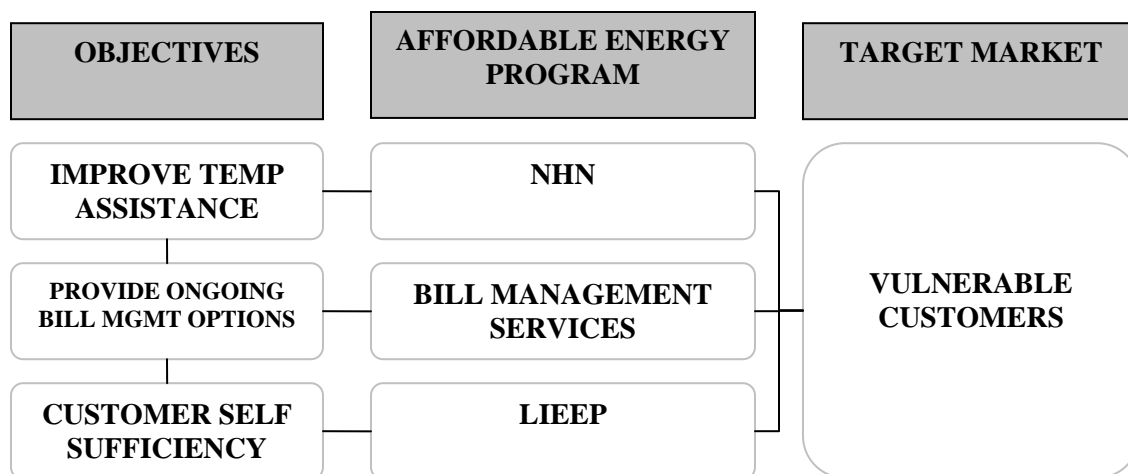 OBJECTIVES
AFFORDABLE ENERGY
PROGRAM
TARGET MARKET
IMPROVE TEMP
ASSISTANCE
NHN
PROVIDE ONGOING
BILL MGMT OPTIONS
BILL MANAGEMENT
SERVICES
VULNERABLE
CUSTOMERS
CUSTOMER SELF
SUFFICIENCY
LIEEP